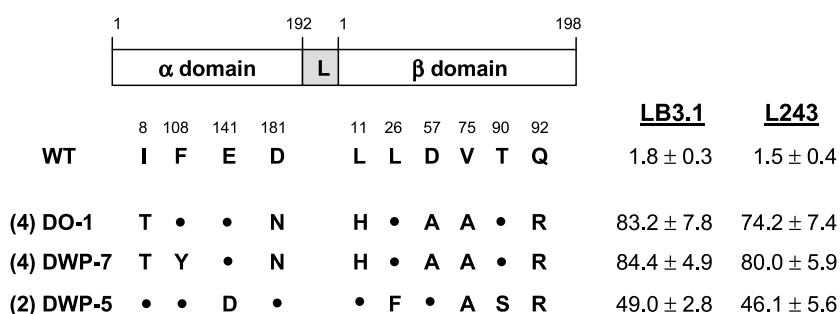 1 192 1 198
α domain L β domain
8 108 141 181 11 26 57 75 90 92 LB3.1 L243
WT I F E D L L D V T Q 1.8 ± 0.3 1.5 ± 0.4
(4) DO-1 T • • N H • A A • R 83.2 ± 7.8 74.2 ± 7.4
(4) DWP-7 T Y • N H • A A • R 84.4 ± 4.9 80.0 ± 5.9
(2) DWP-5 • • D • • F • A S R 49.0 ± 2.8 46.1 ± 5.6